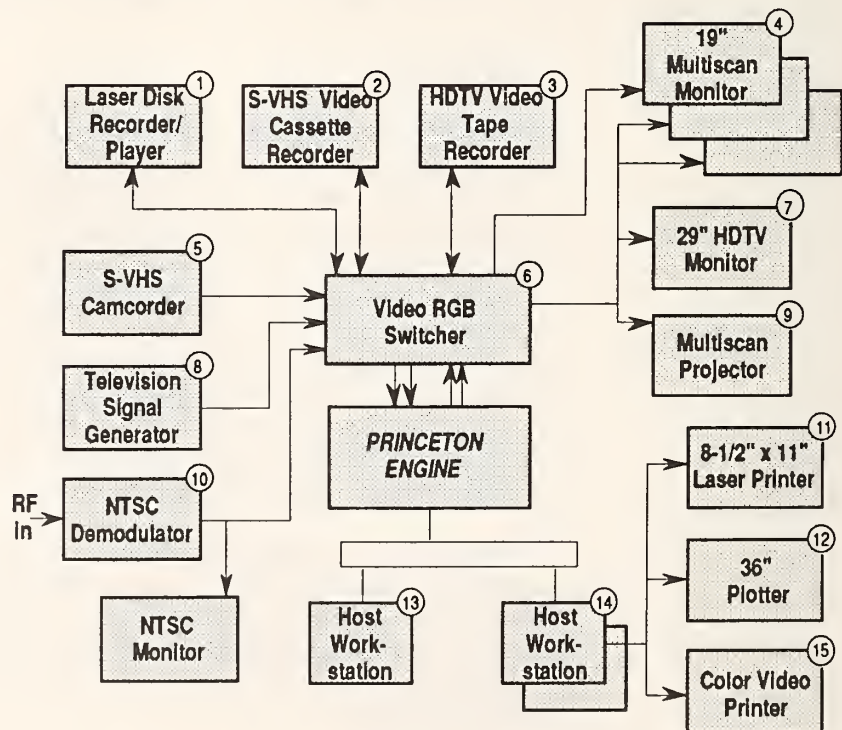 1
Laser Disk
Recorder/
Player
2
S-VHS Video
Cassette
Recorder
3
HDTV Video
Tape
Recorder
4
19"
Multiscan
Monitor
5
S-VHS
Camcorder
6
Video RGB
Switcher
7
29" HDTV
Monitor
8
Television
Signal
Generator
9
Multiscan
Projector
PRINCETON
ENGINE
RF
in
10
NTSC
Demodulator
11
8-1/2" x 11"
Laser Printer
12
36"
Plotter
NTSC
Monitor
13
Host
Work-
station
14
Host
Work-
station
15
Color Video
Printer